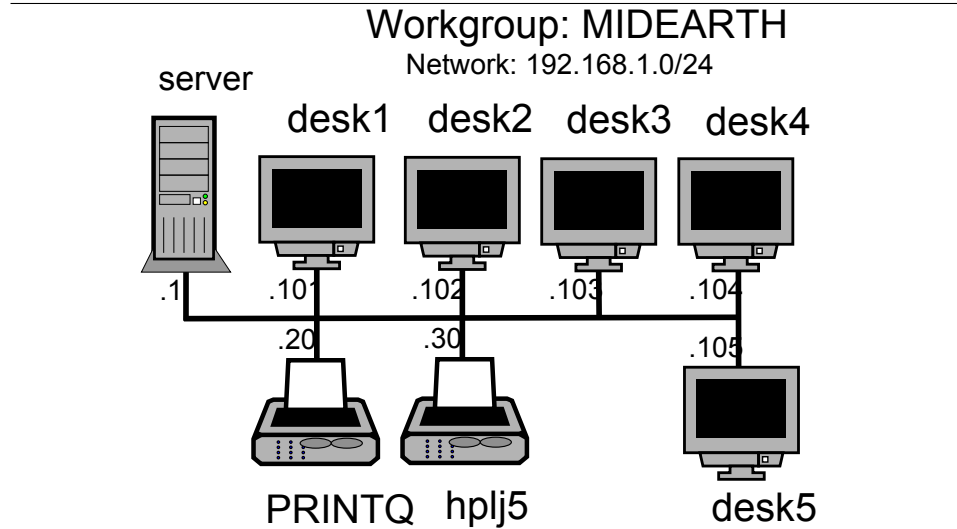 Workgroup: MIDEARTH
Network: 192.168.1.0/24
server
desk1 desk2 desk3 desk4
.1 .101 .102 .103 .104
.20 .30 .105
PRINTQ hplj5 desk5